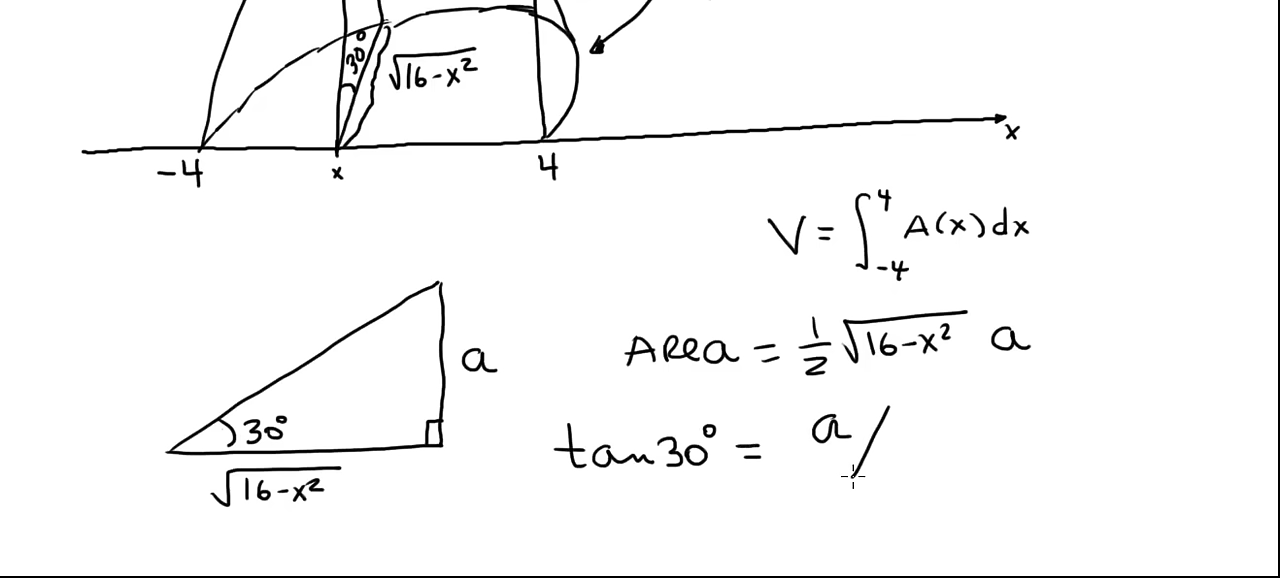 30°
√16-x²
x
-4
x
4
V = ∫₋₄⁴ A(x)dx
a
Area = 1/2 √16-x² a
30°
tan30° = a/
√16-x²